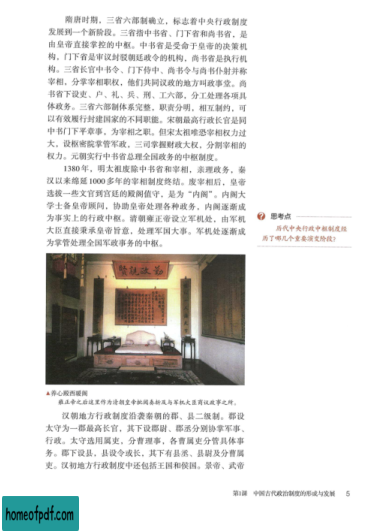 隋唐时期，三省六部制确立，标志着中央行政制度
发展到一个新阶段。三省指中书省、门下省和尚书省，是
由皇帝直接掌控的中枢。中书省是受命于皇帝的决策机
构，门下省是审议封驳朝廷政令的机构，尚书省是执行机
构。三省长官中书令、门下侍中、尚书令与尚书仆射并称
宰相，分掌宰相职权，他们共同议政的地方叫政事堂。尚
书省下设吏、户、礼、兵、刑、工六部，分工处理各项具
体政务。三省六部制体系完整，职责分明，相互制约，可
以有效履行封建国家的不同职能。宋朝最高行政长官是同
中书门下平章事，为宰相之职。但宋太祖唯恐宰相权力过
大，设枢密院掌管军政，三司掌握财政大权，分割宰相的
权力。元朝实行中书省总理全国政务的中枢制度。
1380年，明太祖废除中书省和宰相，亲理政务，秦
汉以来绵延1000多年的宰相制度终结。废宰相后，皇帝
选拔一些文官到宫廷的殿阁值守，是为“内阁”。内阁大
学士备皇帝顾问，协助皇帝处理各种政务，内阁逐渐成
为事实上的行政中枢。清朝雍正帝设立军机处，由军机
大臣直接秉承皇帝旨意，处理军国大事。军机处逐渐成
为掌管处理全国军政事务的中枢。
? 思考点
历代中央行政中枢制度经
历了哪几个重要演变阶段？
▲养心殿西暖阁
雍正帝之后这里作为清朝皇帝批阅奏折及与军机大臣商议政事之所。
汉朝地方行政制度沿袭秦朝的郡、县二级制，郡设
太守为一郡最高长官，其下设郡尉、郡丞分别协掌军事、
行政。太守选用属吏，分曹理事，各曹属吏分管具体事
务。郡下设县，县设令或长，其下有县丞、县尉及分曹属
吏。汉初地方行政制度中还包括王国和侯国。景帝、武帝
第1课 中国古代政治制度的形成与发展 5
homeofpdf.com